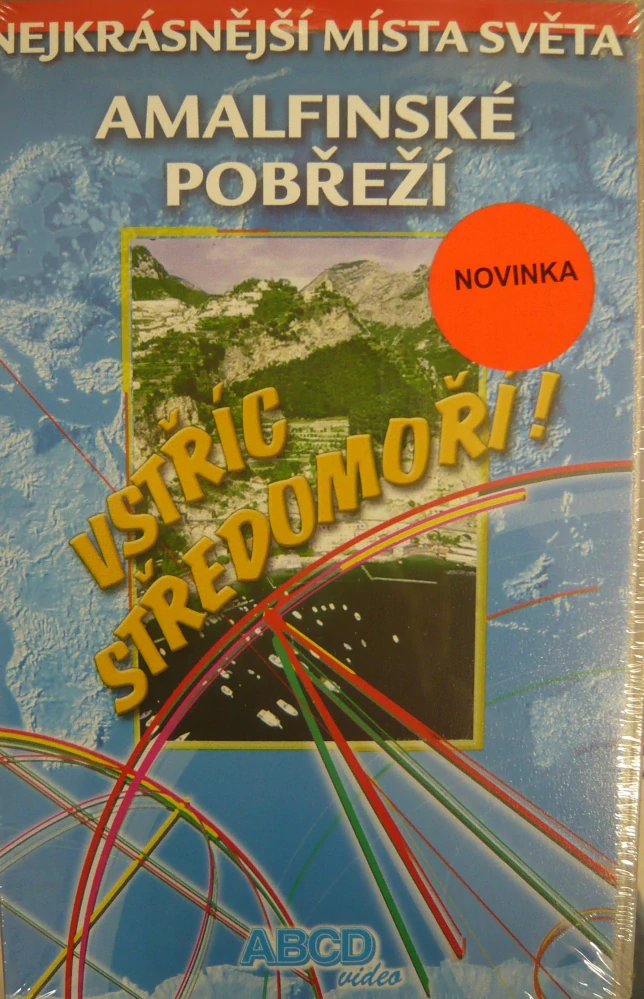 NEJKRÁSNĚJŠÍ MÍSTA SVĚTA
AMALFINSKÉ
POBŘEŽÍ
NOVINKA
VSTŘÍC
STŘEDOMOŘÍ!
ABCD
video